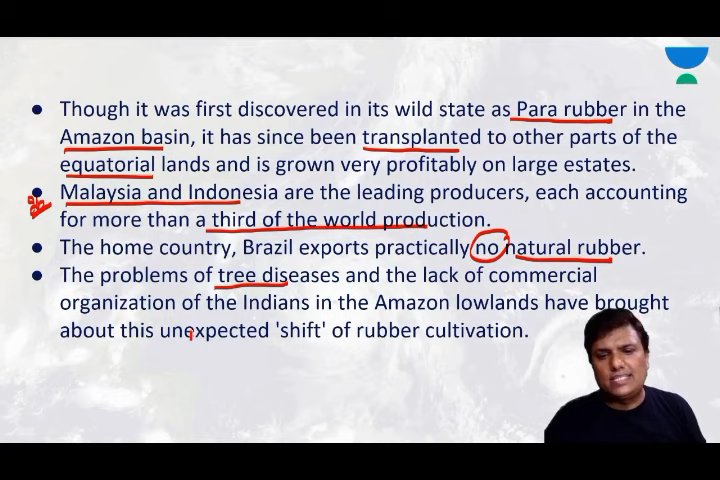 ● Though it was first discovered in its wild state as Para rubber in the
Amazon basin, it has since been transplanted to other parts of the
equatorial lands and is grown very profitably on large estates.
● Malaysia and Indonesia are the leading producers, each accounting
for more than a third of the world production.
● The home country, Brazil exports practically no natural rubber.
● The problems of tree diseases and the lack of commercial
organization of the Indians in the Amazon lowlands have brought
about this unexpected 'shift' of rubber cultivation.